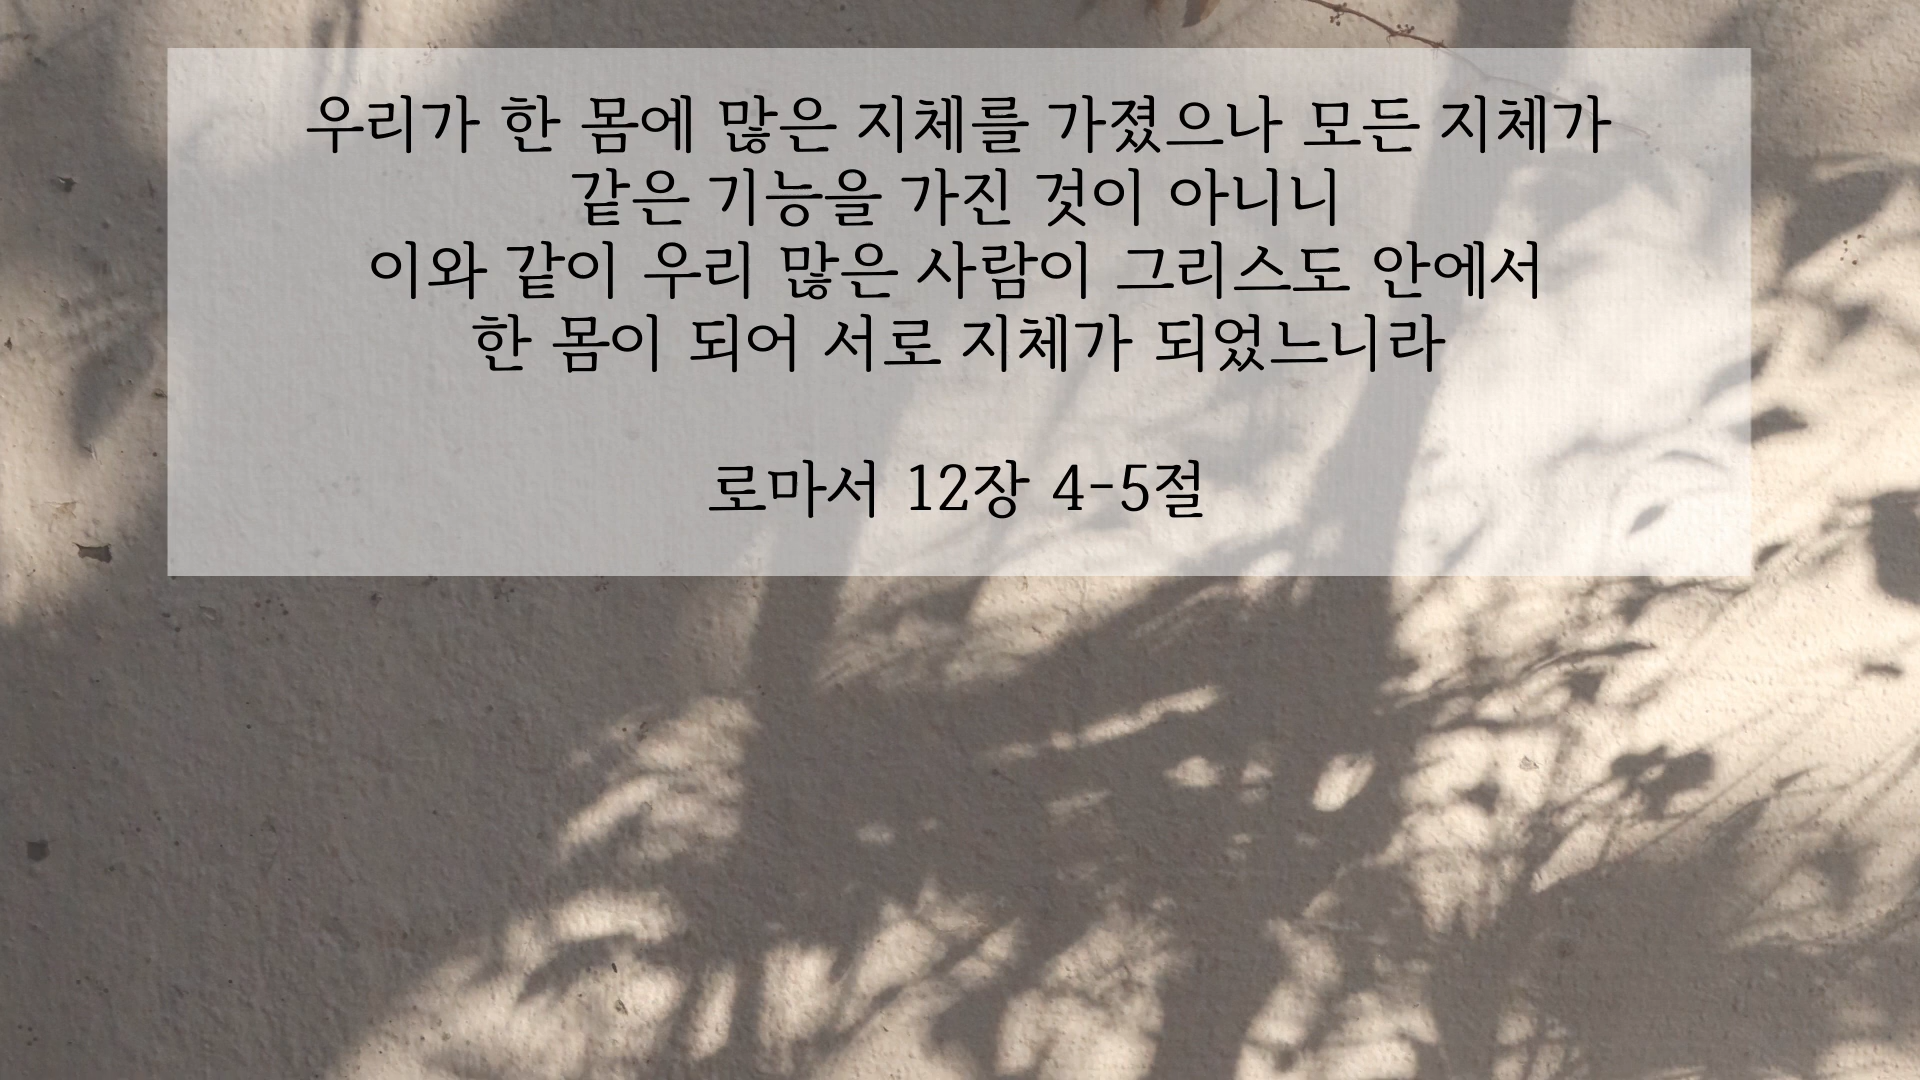 우리가 한 몸에 많은 지체를 가졌으나 모든 지체가
같은 기능을 가진 것이 아니니
이와 같이 우리 많은 사람이 그리스도 안에서
한 몸이 되어 서로 지체가 되었느니라
로마서 12장 4-5절